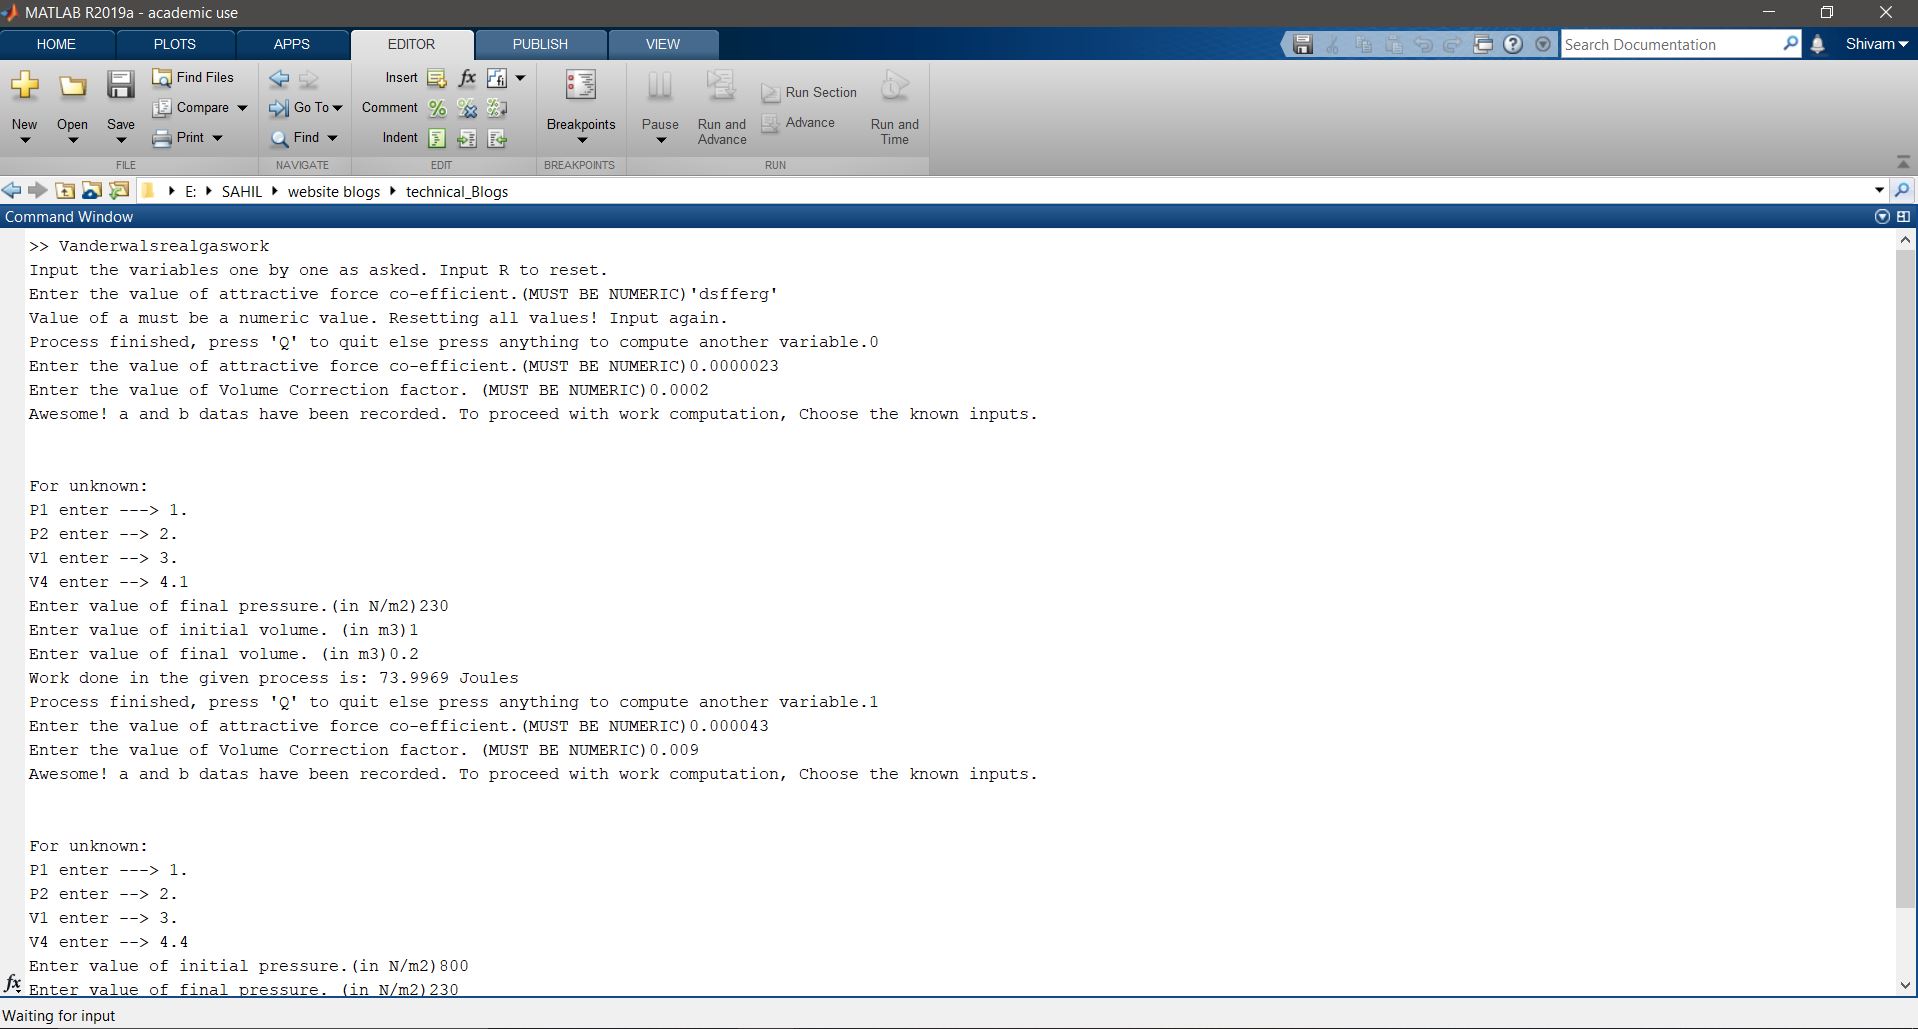 MATLAB R2019a - academic use
HOME PLOTS APPS EDITOR PUBLISH VIEW
Search Documentation
Shivam
New
Open
Save
Find Files
Compare
Print
FILE
Go To
Find
NAVIGATE
Insert
fx
Comment
Indent
EDIT
Breakpoints
BREAKPOINTS
Pause
Run and
Advance
Run Section
Advance
Run and
Time
RUN
E: SAHIL website blogs technical_Blogs
Command Window
>> Vanderwalsrealgaswork
Input the variables one by one as asked. Input R to reset.
Enter the value of attractive force co-efficient.(MUST BE NUMERIC)'dsfferg'
Value of a must be a numeric value. Resetting all values! Input again.
Process finished, press 'Q' to quit else press anything to compute another variable.0
Enter the value of attractive force co-efficient.(MUST BE NUMERIC)0.0000023
Enter the value of Volume Correction factor. (MUST BE NUMERIC)0.0002
Awesome! a and b datas have been recorded. To proceed with work computation, Choose the known inputs.
For unknown:
P1 enter ---> 1.
P2 enter --> 2.
V1 enter --> 3.
V4 enter --> 4.1
Enter value of final pressure.(in N/m2)230
Enter value of initial volume. (in m3)1
Enter value of final volume. (in m3)0.2
Work done in the given process is: 73.9969 Joules
Process finished, press 'Q' to quit else press anything to compute another variable.1
Enter the value of attractive force co-efficient.(MUST BE NUMERIC)0.000043
Enter the value of Volume Correction factor. (MUST BE NUMERIC)0.009
Awesome! a and b datas have been recorded. To proceed with work computation, Choose the known inputs.
For unknown:
P1 enter ---> 1.
P2 enter --> 2.
V1 enter --> 3.
V4 enter --> 4.4
Enter value of initial pressure.(in N/m2)800
fx Enter value of final pressure. (in N/m2)230
Waiting for input